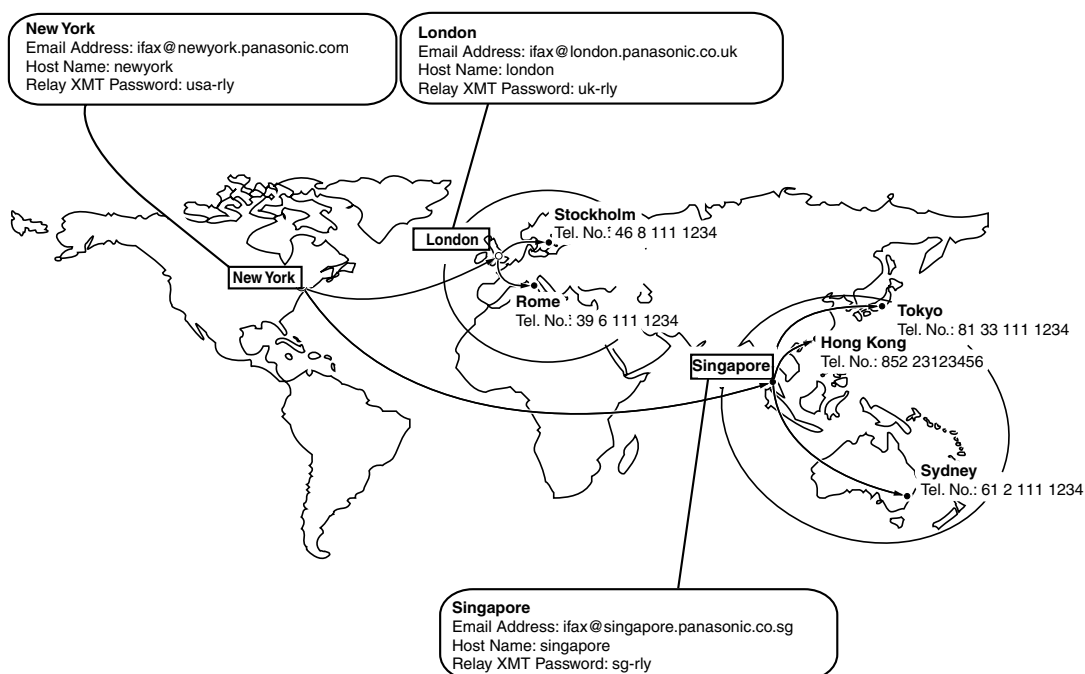 New York
Email Address: ifax@newyork.panasonic.com
Host Name: newyork
Relay XMT Password: usa-rly
London
Email Address: ifax@london.panasonic.co.uk
Host Name: london
Relay XMT Password: uk-rly
Stockholm
Tel. No.: 46 8 111 1234
London
New York
Rome
Tel. No.: 39 6 111 1234
Tokyo
Tel. No.: 81 33 111 1234
Hong Kong
Tel. No.: 852 23123456
Singapore
Sydney
Tel. No.: 61 2 111 1234
Singapore
Email Address: ifax@singapore.panasonic.co.sg
Host Name: singapore
Relay XMT Password: sg-rly